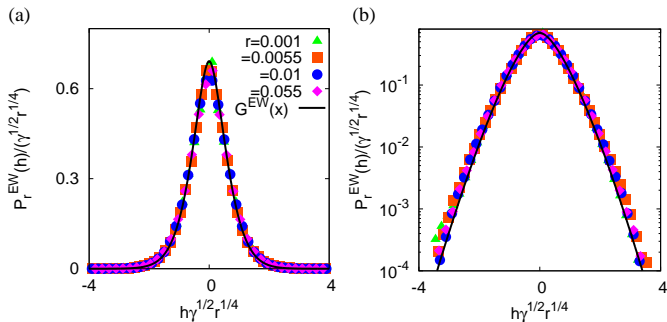 (a)
r=0.001
=0.0055
=0.01
=0.055
G^EW(x)
P_r^EW(h)/(γ^1/2 r^1/4)
0.6
0.3
0
-4
0
4
hγ^1/2 r^1/4
(b)
P_r^EW(h)/(γ^1/2 r^1/4)
10^-1
10^-2
10^-3
10^-4
-4
0
4
hγ^1/2 r^1/4